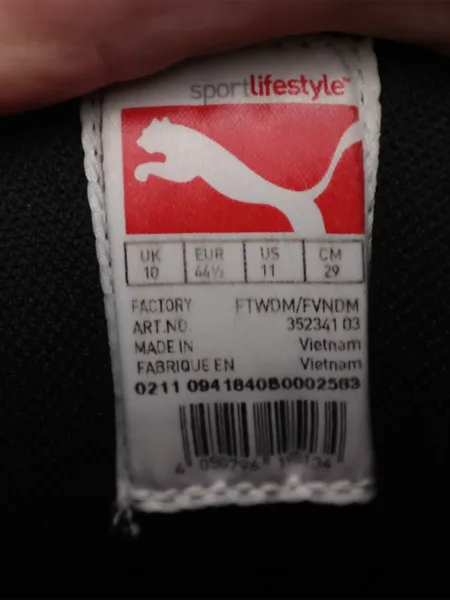 sportlifestyle™
UK EUR US CM
10 44½ 11 29
FACTORY FTWDM/FVNDM
ART.NO. 352341 03
MADE IN Vietnam
FABRIQUE EN Vietnam
0211 094184080002583